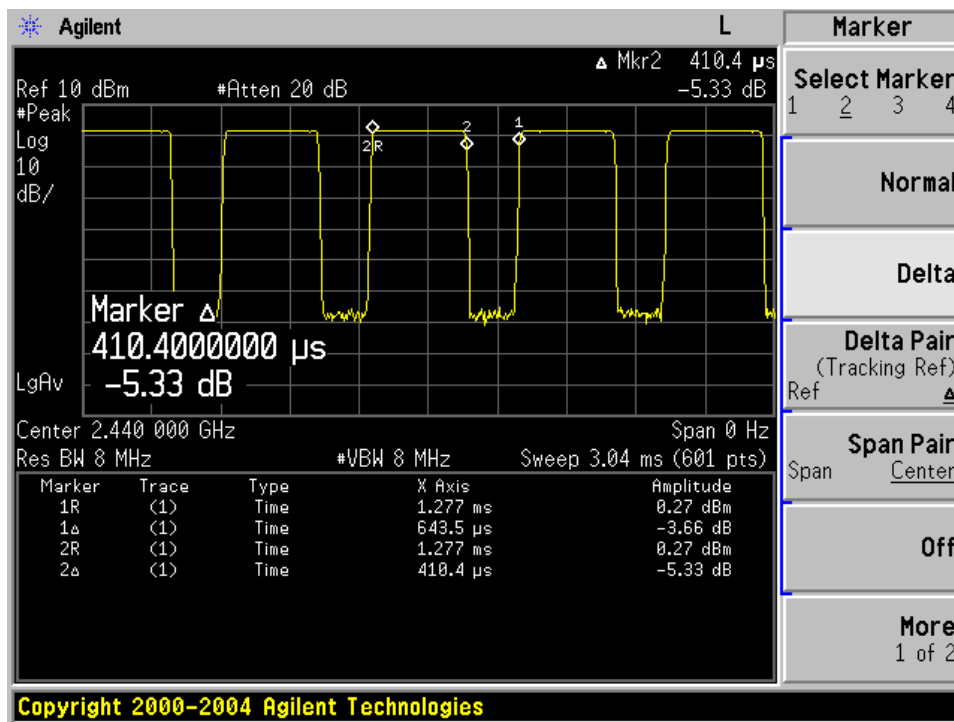 Agilent L Marker
Δ Mkr2 410.4 µs
Ref 10 dBm #Atten 20 dB -5.33 dB
#Peak
Log
10
dB/
2R
2
1
Marker Δ
410.4000000 µs
-5.33 dB
LgAv
Center 2.440 000 GHz Span 0 Hz
Res BW 8 MHz #VBW 8 MHz Sweep 3.04 ms (601 pts)
Marker Trace Type X Axis Amplitude
1R (1) Time 1.277 ms 0.27 dBm
1Δ (1) Time 643.5 µs -3.66 dB
2R (1) Time 1.277 ms 0.27 dBm
2Δ (1) Time 410.4 µs -5.33 dB
Select Marker
1 2 3 4
Normal
Delta
Delta Pair
(Tracking Ref)
Ref Δ
Span Pair
Span Center
Off
More
1 of 2
Copyright 2000-2004 Agilent Technologies